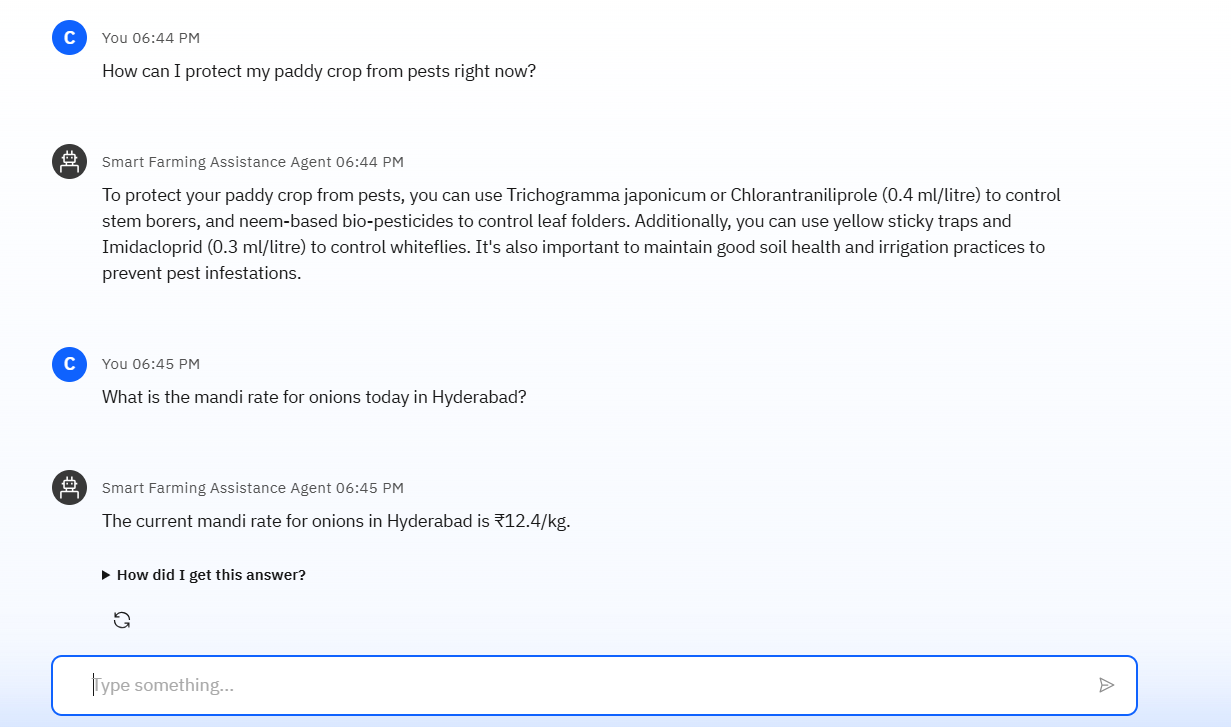 C
You 06:44 PM
How can I protect my paddy crop from pests right now?
Smart Farming Assistance Agent 06:44 PM
To protect your paddy crop from pests, you can use Trichogramma japonicum or Chlorantraniliprole (0.4 ml/litre) to control
stem borers, and neem-based bio-pesticides to control leaf folders. Additionally, you can use yellow sticky traps and
Imidacloprid (0.3 ml/litre) to control whiteflies. It's also important to maintain good soil health and irrigation practices to
prevent pest infestations.
C
You 06:45 PM
What is the mandi rate for onions today in Hyderabad?
Smart Farming Assistance Agent 06:45 PM
The current mandi rate for onions in Hyderabad is ₹12.4/kg.
How did I get this answer?
Type something...